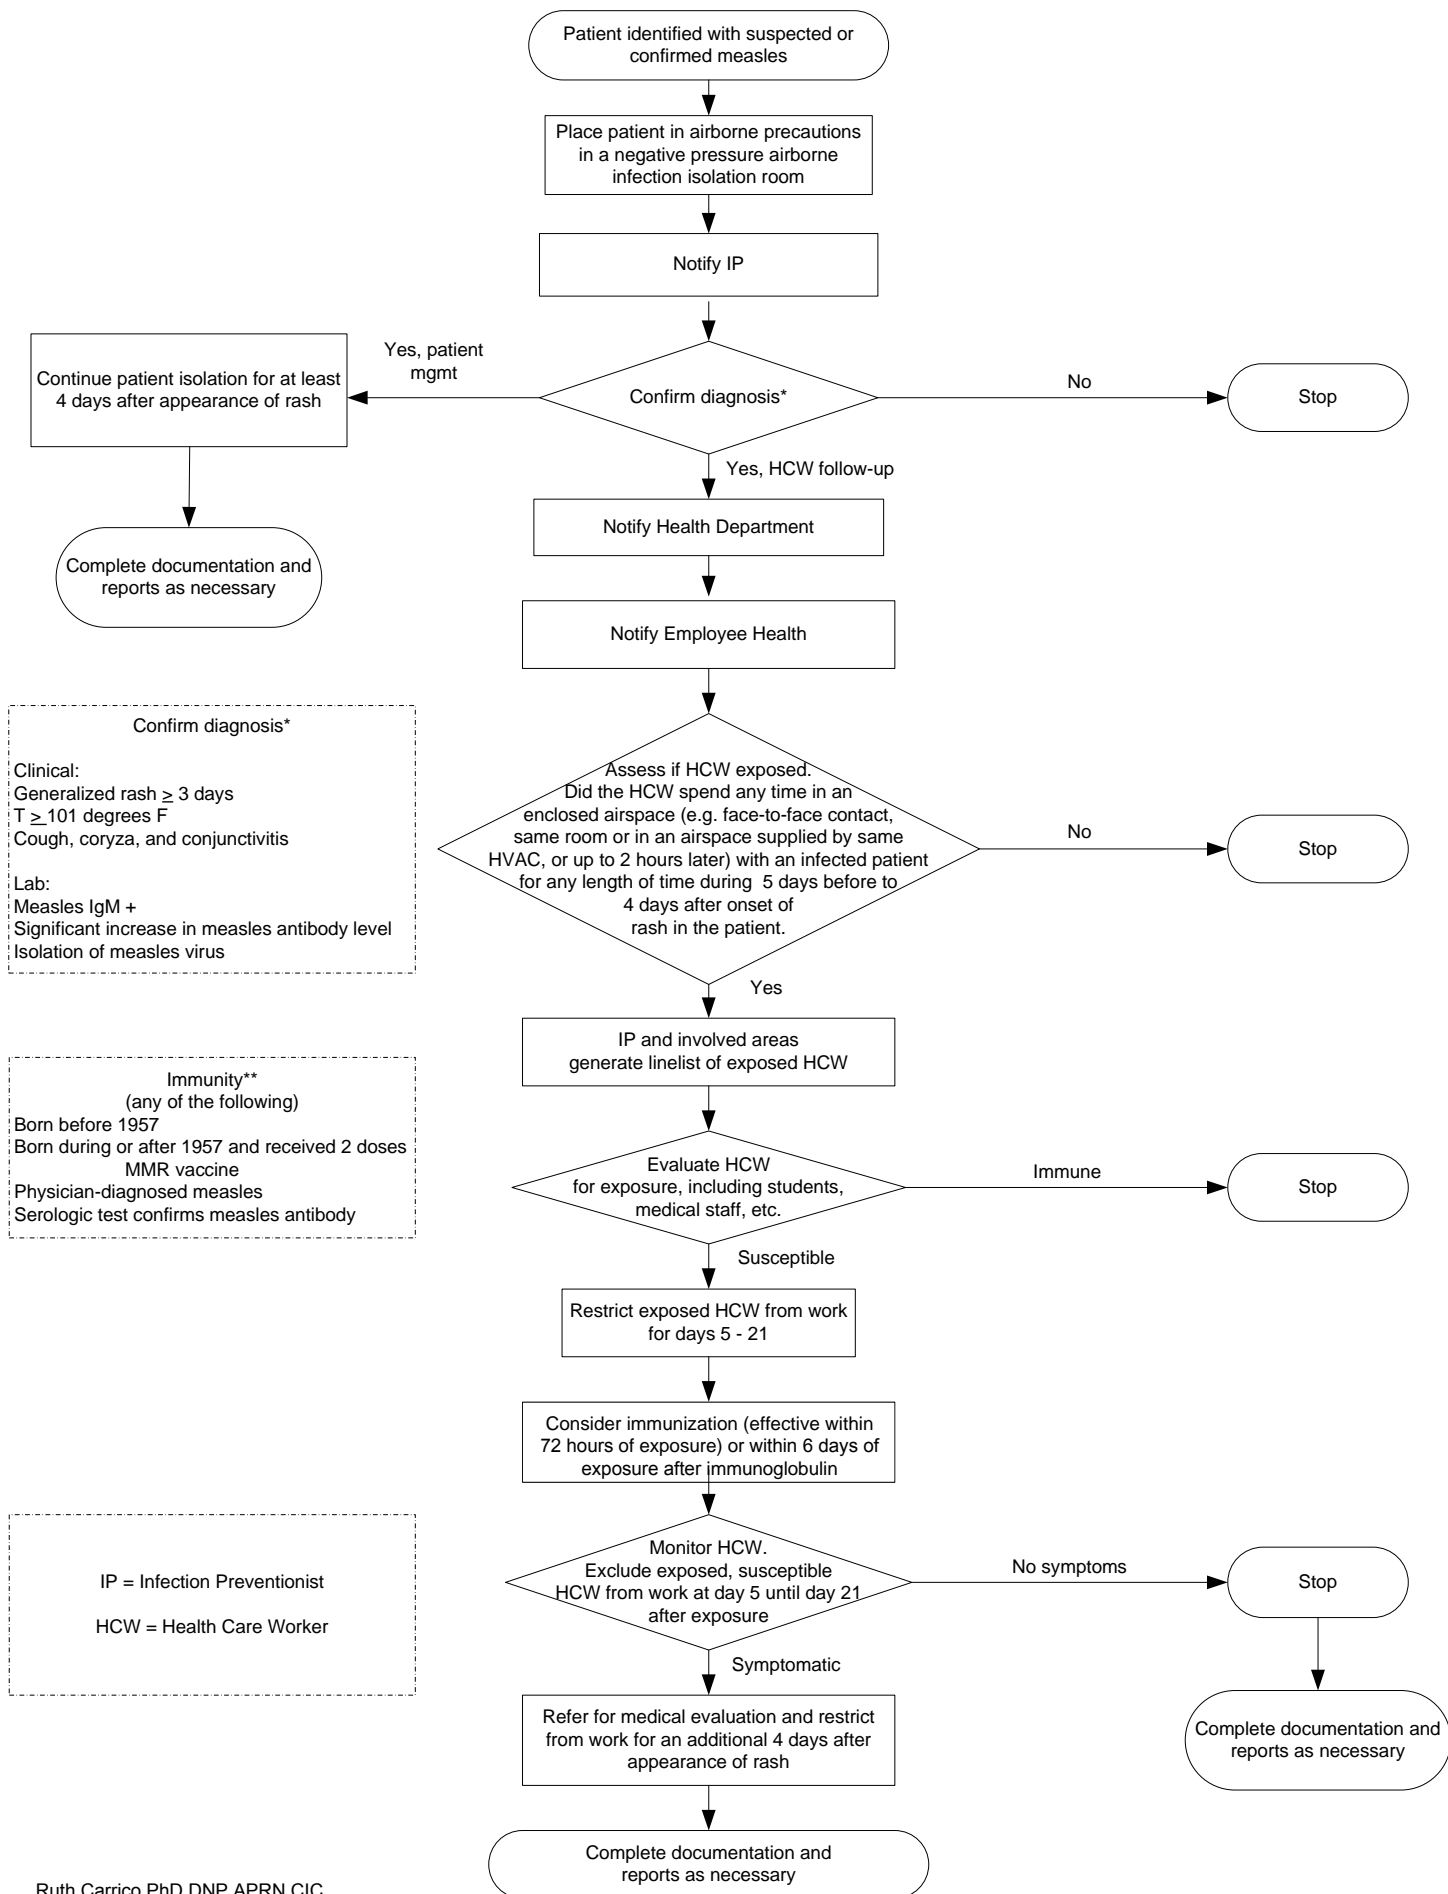 Patient identified with suspected or
confirmed measles
Place patient in airborne precautions
in a negative pressure airborne
infection isolation room
Notify IP
Yes, patient
mgmt
Continue patient isolation for at least
4 days after appearance of rash
Confirm diagnosis*
No
Stop
Yes, HCW follow-up
Notify Health Department
Complete documentation and
reports as necessary
Notify Employee Health
Confirm diagnosis*
Clinical:
Generalized rash ≥ 3 days
T ≥ 101 degrees F
Cough, coryza, and conjunctivitis
Lab:
Measles IgM +
Significant increase in measles antibody level
Isolation of measles virus
Assess if HCW exposed.
Did the HCW spend any time in an
enclosed airspace (e.g. face-to-face contact,
same room or in an airspace supplied by same
HVAC, or up to 2 hours later) with an infected patient
for any length of time during 5 days before to
4 days after onset of
rash in the patient.
No
Stop
Yes
IP and involved areas
generate linelist of exposed HCW
Immunity**
(any of the following)
Born before 1957
Born during or after 1957 and received 2 doses
MMR vaccine
Physician-diagnosed measles
Serologic test confirms measles antibody
Evaluate HCW
for exposure, including students,
medical staff, etc.
Immune
Stop
Susceptible
Restrict exposed HCW from work
for days 5 - 21
Consider immunization (effective within
72 hours of exposure) or within 6 days of
exposure after immunoglobulin
IP = Infection Preventionist
HCW = Health Care Worker
Monitor HCW.
Exclude exposed, susceptible
HCW from work at day 5 until day 21
after exposure
No symptoms
Stop
Symptomatic
Refer for medical evaluation and restrict
from work for an additional 4 days after
appearance of rash
Complete documentation and
reports as necessary
Complete documentation and
reports as necessary
Ruth Carrico PhD DNP APRN CIC